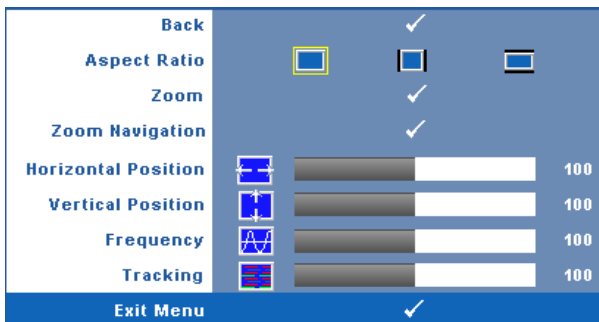 Back
Aspect Ratio
Zoom
Zoom Navigation
Horizontal Position 100
Vertical Position 100
Frequency 100
Tracking 100
Exit Menu